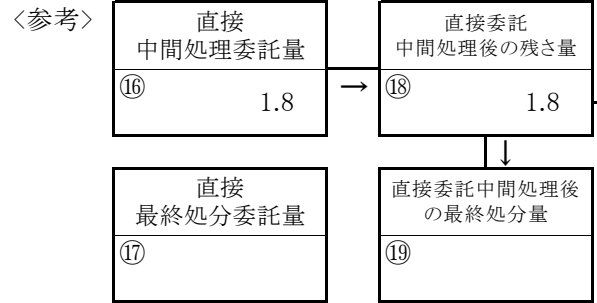 〈参考〉
直接
中間処理委託量
⑯
1.8
→
直接委託
中間処理後の残さ量
⑱
1.8
↓
直接
最終処分委託量
⑰
直接委託中間処理後
の最終処分量
⑲